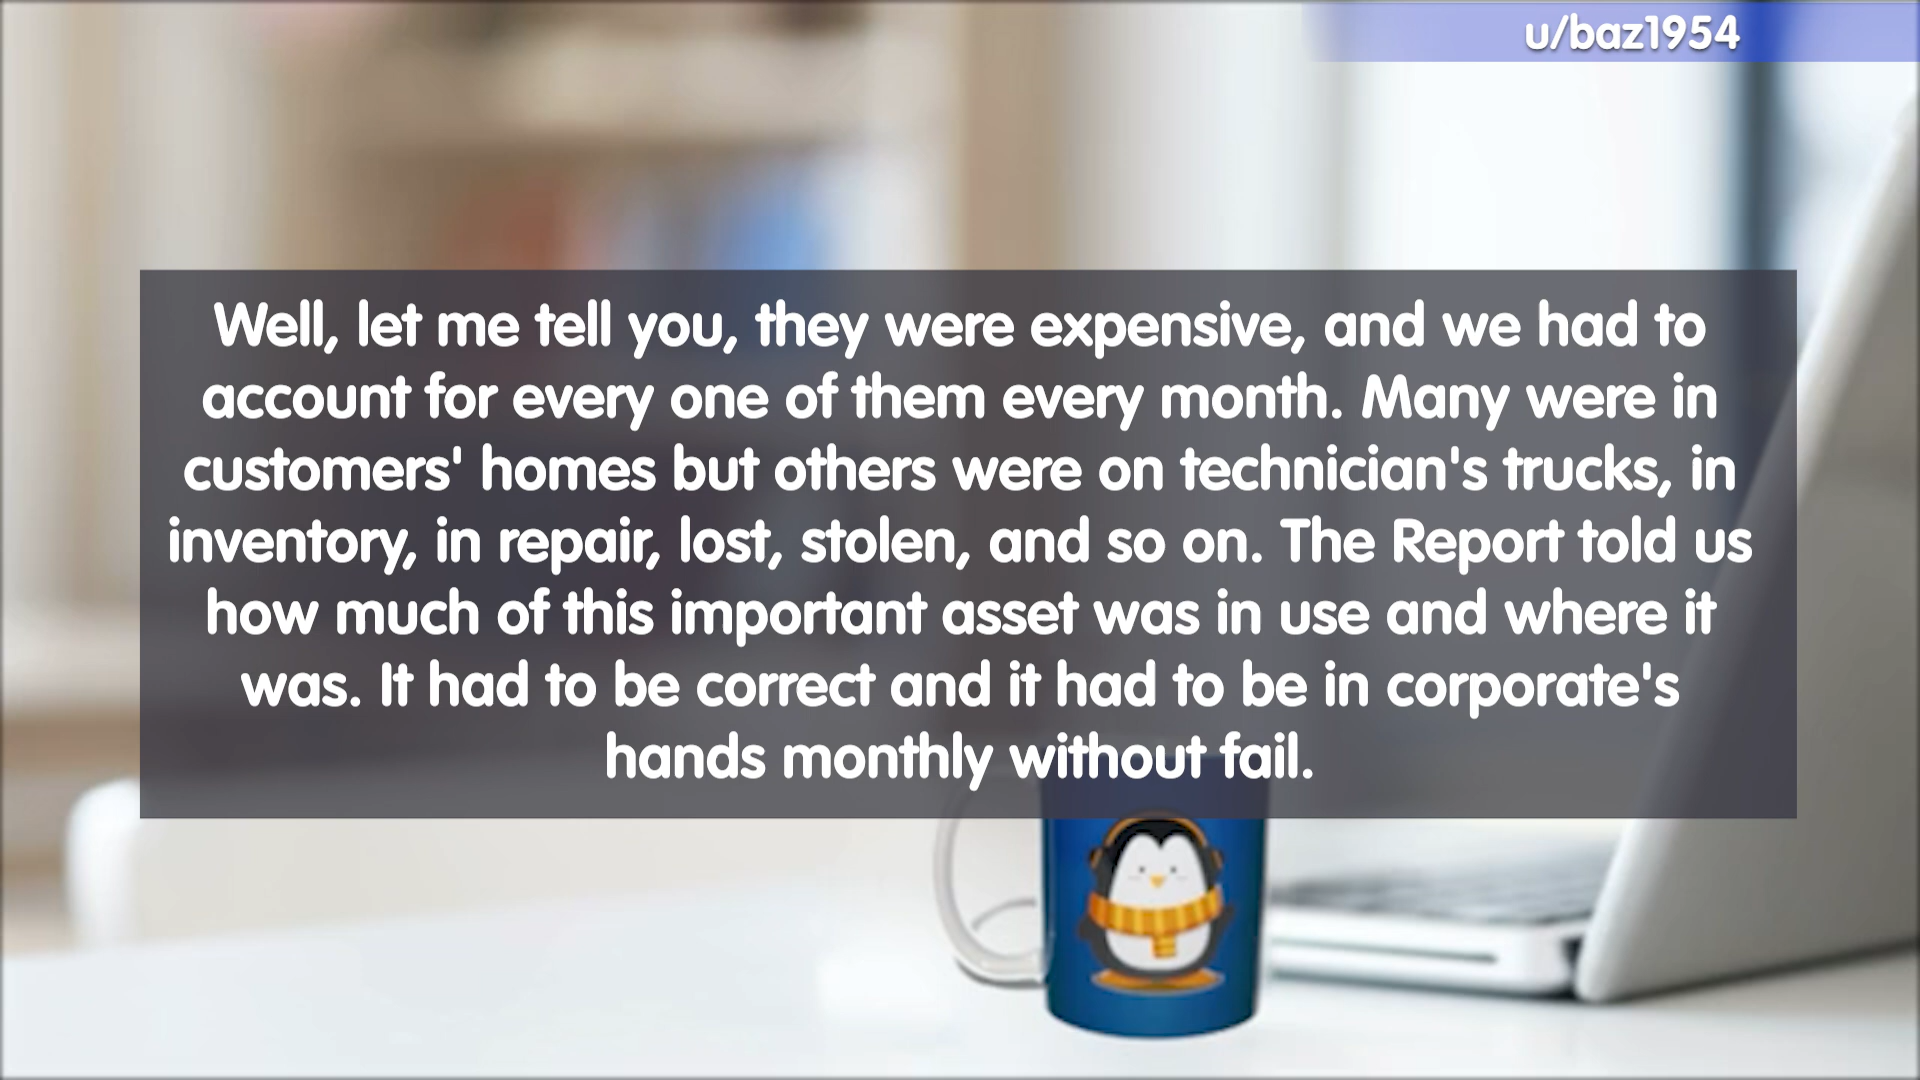 u/baz1954
Well, let me tell you, they were expensive, and we had to
account for every one of them every month. Many were in
customers' homes but others were on technician's trucks, in
inventory, in repair, lost, stolen, and so on. The Report told us
how much of this important asset was in use and where it
was. It had to be correct and it had to be in corporate's
hands monthly without fail.